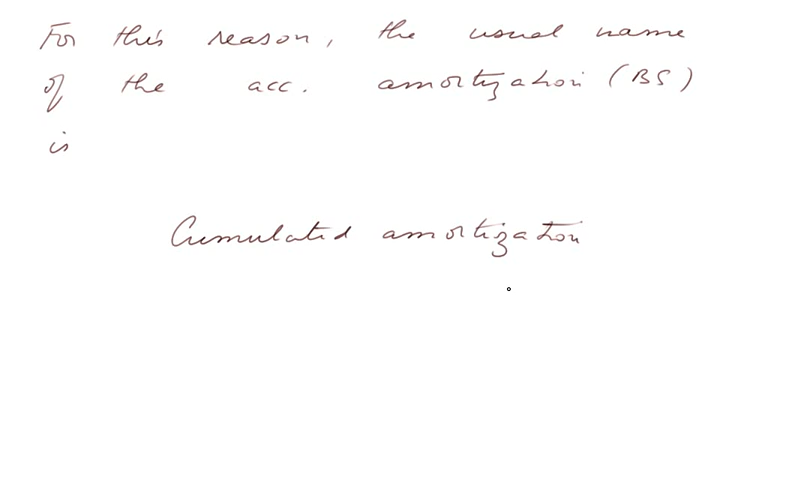 For this reason, the usual name
of the acc. amortization (BS)
is
Cumulated amortization